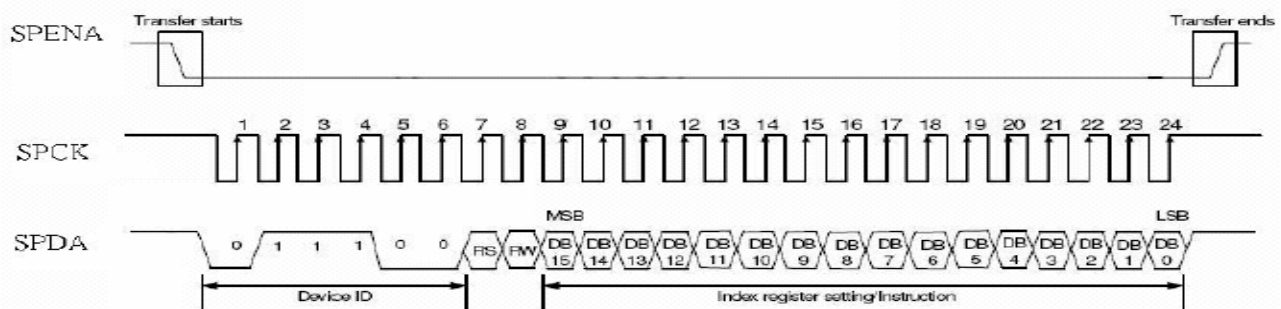 Transfer starts
Transfer ends
SPENA
1 2 3 4 5 6 7 8 9 10 11 12 13 14 15 16 17 18 19 20 21 22 23 24
SPCK
MSB
LSB
SPDA
0 1 1 1 0 0 RS RW DB 15 DB 14 DB 13 DB 12 DB 11 DB 10 DB 9 DB 8 DB 7 DB 6 DB 5 DB 4 DB 3 DB 2 DB 1 DB 0
Device ID
Index register setting/Instruction